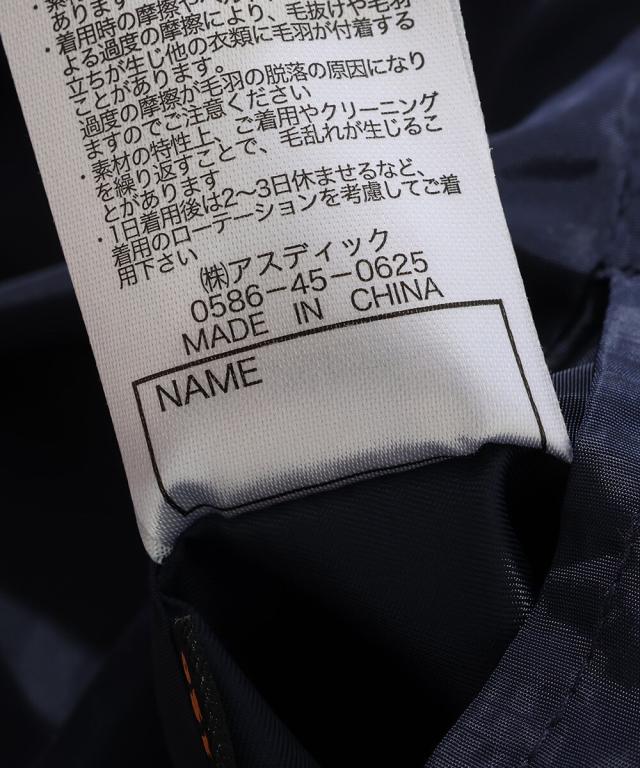 あります。
・着用時の摩擦や
よる過度の摩擦により、毛抜けや毛羽
立ちが生じ他の衣類に毛羽が付着する
ことがあります。
過度の摩擦が毛羽の脱落の原因になり
ますのでご注意ください
・素材の特性上、ご着用やクリーニング
を繰り返すことで、毛乱れが生じるこ
とがあります
・1日着用後は2〜3日休ませるなど、
着用のローテーションを考慮してご着
用下さい
㈱アスディック
0586−45−0625
MADE IN CHINA
NAME